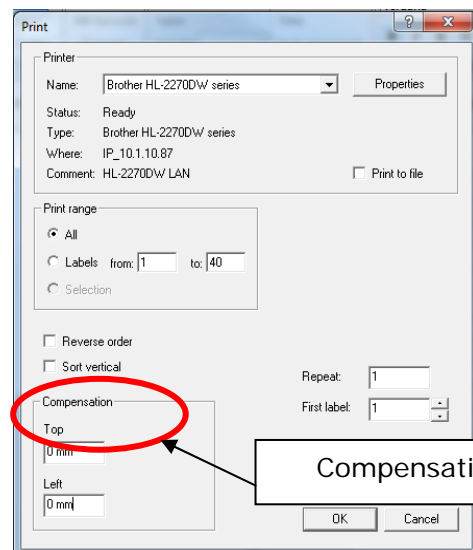 Print
Printer
Name: Brother HL-2270DW series Properties
Status: Ready
Type: Brother HL-2270DW series
Where: IP_10.1.10.87
Comment: HL-2270DW LAN Print to file
Print range
All
Labels from: 1 to: 40
Selection
Reverse order
Sort vertical
Repeat: 1
Compensation
First label: 1
Top
0 mm
Compensati
Left
0 mm
OK Cancel